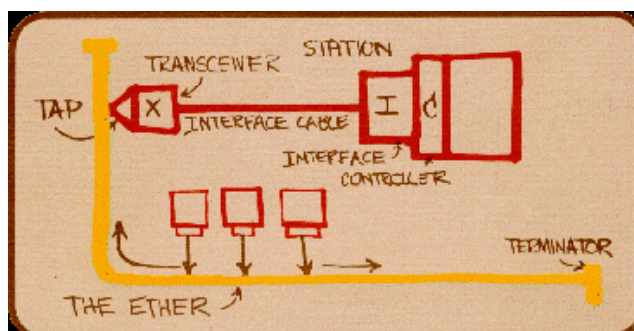 STATION
TRANSCEIVER
TAP
X
I
C
INTERFACE CABLE
INTERFACE
CONTROLLER
TERMINATOR
THE ETHER